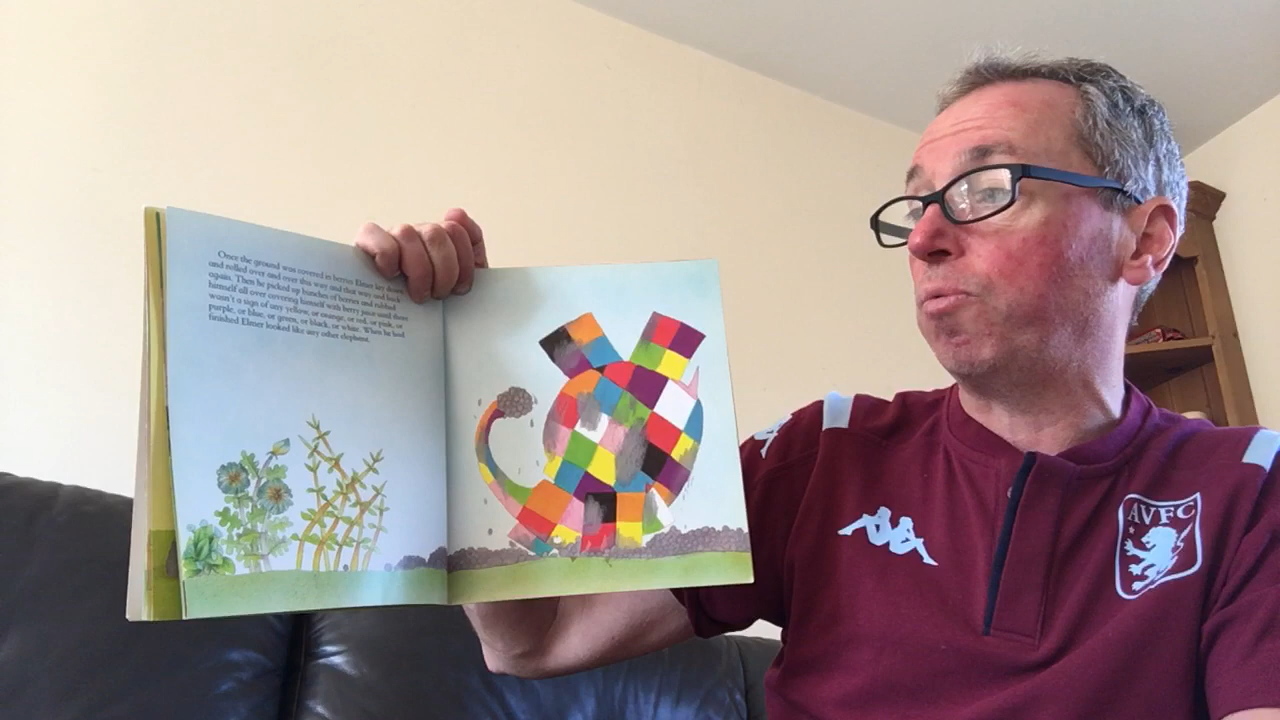 Once the ground was covered in berries Elmer lay down
and rolled over and over this way and that way and back
again. Then he picked up bunches of berries and rubbed
himself all over covering himself with berry juice until there
wasn't a sign of any yellow, or orange, or red, or pink, or
purple, or blue, or green, or black, or white. When he had
finished Elmer looked like any other elephant.
AVFC